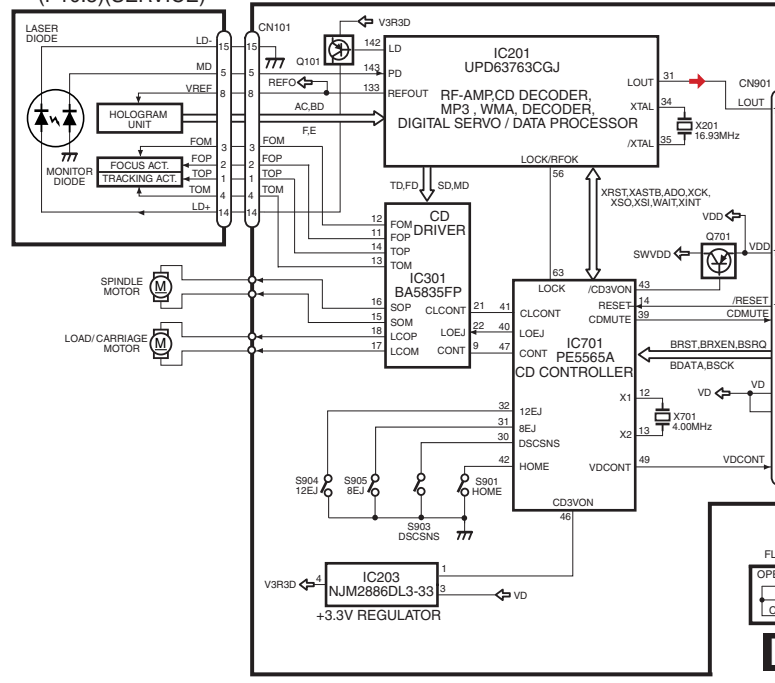 LASER
DIODE
LD-
15
15
CN101
MD
5
5
VREF
8
8
HOLOGRAM
UNIT
AC,BD
F,E
FOM
3
3
FOM
FOP
2
2
FOP
TOP
1
1
TOP
TOM
4
4
TOM
LD+
14
14
FOCUS ACT.
TRACKING ACT.
MONITOR
DIODE
V3R3D
Q101
REFO
142
LD
143
PD
133
REFOUT
IC201
UPD63763CGJ
RF-AMP,CD DECODER,
MP3 , WMA, DECODER,
DIGITAL SERVO / DATA PROCESSOR
LOUT
31
XTAL
34
/XTAL
35
X201
16.93MHz
LOCK/RFOK
56
CN901
LOUT
TD,FD
SD,MD
XRST,XASTB,ADO,XCK,
XSO,XSI,WAIT,XINT
VDD
Q701
SWVDD
VDD
12
FOM
11
FOP
14
TOP
13
TOM
CD
DRIVER
IC301
BA5835FP
16
SOP
15
SOM
18
LCOP
17
LCOM
CLCONT
21
LOEJ
22
CONT
9
SPINDLE
MOTOR
M
LOAD/CARRIAGE
MOTOR
M
63
LOCK
/CD3VON
43
RESET
14
/RESET
CDMUTE
39
CDMUTE
41
CLCONT
40
LOEJ
47
CONT
IC701
PE5565A
CD CONTROLLER
BRST,BRXEN,BSRQ
BDATA,BSCK
VD
VD
X1
12
X2
13
X701
4.00MHz
32
12EJ
31
8EJ
30
DSCSNS
42
HOME
VDCONT
49
VDCONT
CD3VON
46
S904
12EJ
S905
8EJ
S903
DSCSNS
S901
HOME
V3R3D
4
IC203
NJM2886DL3-33
1
3
VD
+3.3V REGULATOR